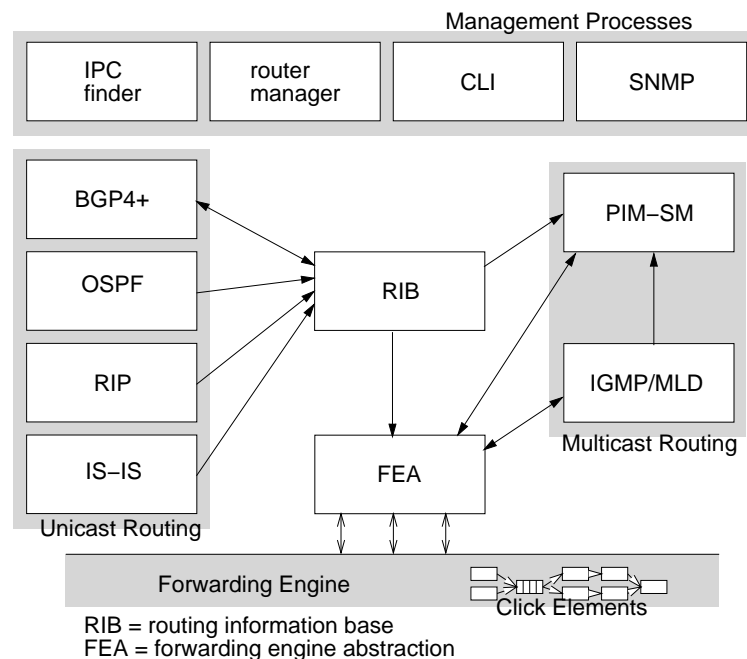 Management Processes
IPC
finder
router
manager
CLI
SNMP
BGP4+
OSPF
RIP
IS–IS
Unicast Routing
RIB
FEA
PIM–SM
IGMP/MLD
Multicast Routing
Forwarding Engine
Click Elements
RIB = routing information base
FEA = forwarding engine abstraction